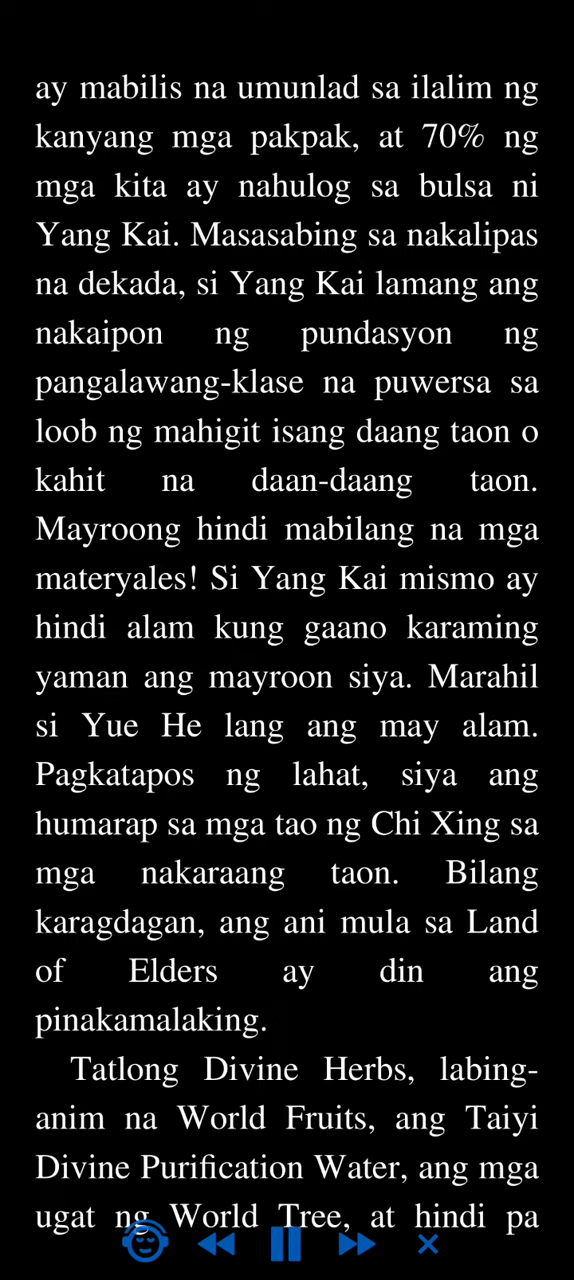 ay mabilis na umunlad sa ilalim ng
kanyang mga pakpak, at 70% ng
mga kita ay nahulog sa bulsa ni
Yang Kai. Masasabing sa nakalipas
na dekada, si Yang Kai lamang ang
nakaipon ng pundasyon ng
pangalawang-klase na puwersa sa
loob ng mahigit isang daang taon o
kahit na daan-daang taon.
Mayroong hindi mabilang na mga
materyales! Si Yang Kai mismo ay
hindi alam kung gaano karaming
yaman ang mayroon siya. Marahil
si Yue He lang ang may alam.
Pagkatapos ng lahat, siya ang
humarap sa mga tao ng Chi Xing sa
mga nakaraang taon. Bilang
karagdagan, ang ani mula sa Land
of Elders ay din ang
pinakamalaking.
Tatlong Divine Herbs, labing-
anim na World Fruits, ang Taiyi
Divine Purification Water, ang mga
ugat ng World Tree, at hindi pa